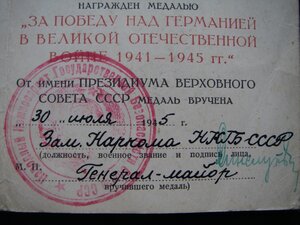 НАГРАЖДЕН МЕДАЛЬЮ
„ЗА ПОБЕДУ НАД ГЕРМАНИЕЙ
В ВЕЛИКОЙ ОТЕЧЕСТВЕННОЙ
ВОЙНЕ 1941—1945 гг.“
От имени ПРЕЗИДИУМА ВЕРХОВНОГО
СОВЕТА СССР МЕДАЛЬ ВРУЧЕНА
„30“ июля 1945 г.
Зам. Наркома НКГБ-СССР
(должность, военное звание и подпись лица,
М. П. Генерал-майор
вручившего медаль)